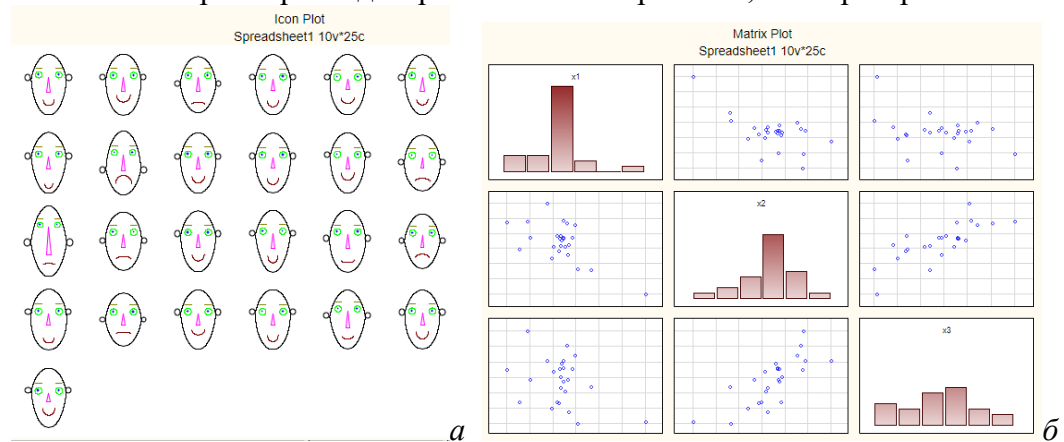 Icon Plot
Spreadsheet1 10v*25c
Matrix Plot
Spreadsheet1 10v*25c
x1
x2
x3
а
б